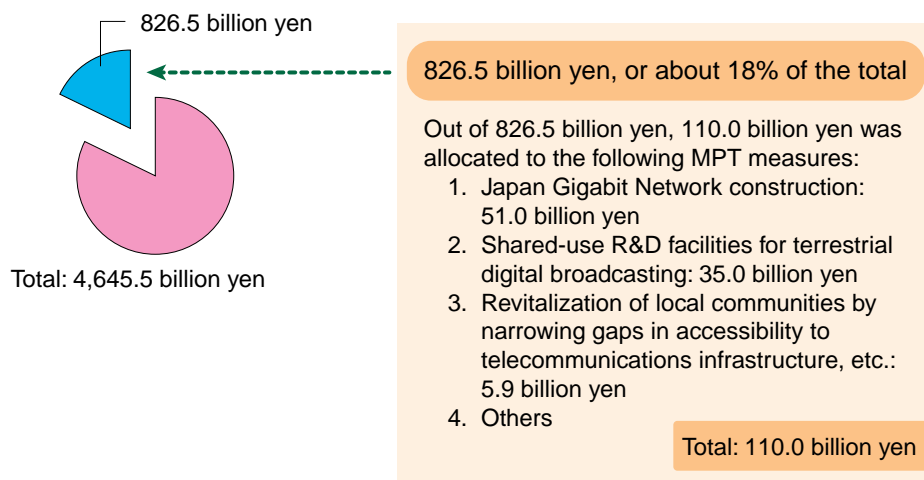 826.5 billion yen
Total: 4,645.5 billion yen
826.5 billion yen, or about 18% of the total
Out of 826.5 billion yen, 110.0 billion yen was
allocated to the following MPT measures:
1. Japan Gigabit Network construction:
51.0 billion yen
2. Shared-use R&D facilities for terrestrial
digital broadcasting: 35.0 billion yen
3. Revitalization of local communities by
narrowing gaps in accessibility to
telecommunications infrastructure, etc.:
5.9 billion yen
4. Others
Total: 110.0 billion yen